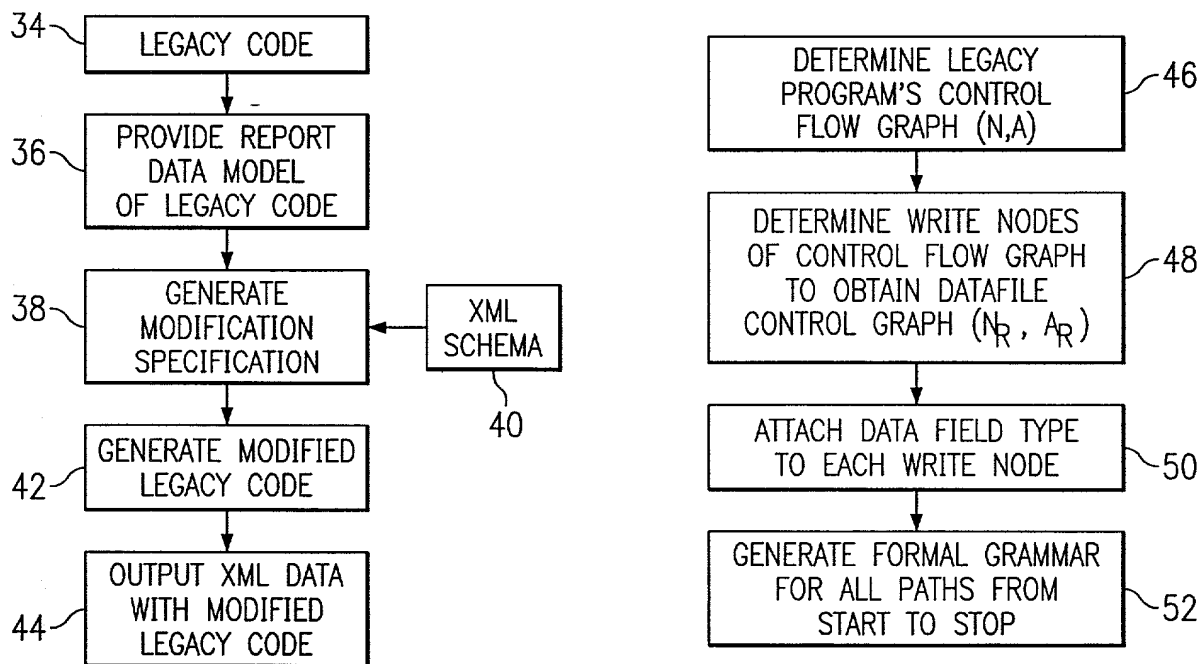 34
LEGACY CODE
36
PROVIDE REPORT
DATA MODEL
OF LEGACY CODE
38
GENERATE
MODIFICATION
SPECIFICATION
XML
SCHEMA
40
42
GENERATE MODIFIED
LEGACY CODE
44
OUTPUT XML DATA
WITH MODIFIED
LEGACY CODE
DETERMINE LEGACY
PROGRAM'S CONTROL
FLOW GRAPH (N,A)
46
DETERMINE WRITE NODES
OF CONTROL FLOW GRAPH
TO OBTAIN DATAFILE
CONTROL GRAPH (NR , AR)
48
ATTACH DATA FIELD TYPE
TO EACH WRITE NODE
50
GENERATE FORMAL GRAMMAR
FOR ALL PATHS FROM
START TO STOP
52